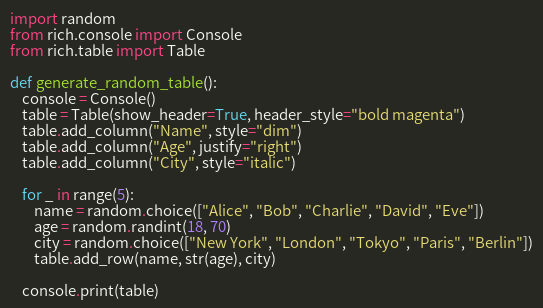 import random
from rich.console import Console
from rich.table import Table

def generate_random_table():
    console = Console()
    table = Table(show_header=True, header_style="bold magenta")
    table.add_column("Name", style="dim")
    table.add_column("Age", justify="right")
    table.add_column("City", style="italic")

    for _ in range(5):
        name = random.choice(["Alice", "Bob", "Charlie", "David", "Eve"])
        age = random.randint(18, 70)
        city = random.choice(["New York", "London", "Tokyo", "Paris", "Berlin"])
        table.add_row(name, str(age), city)

    console.print(table)